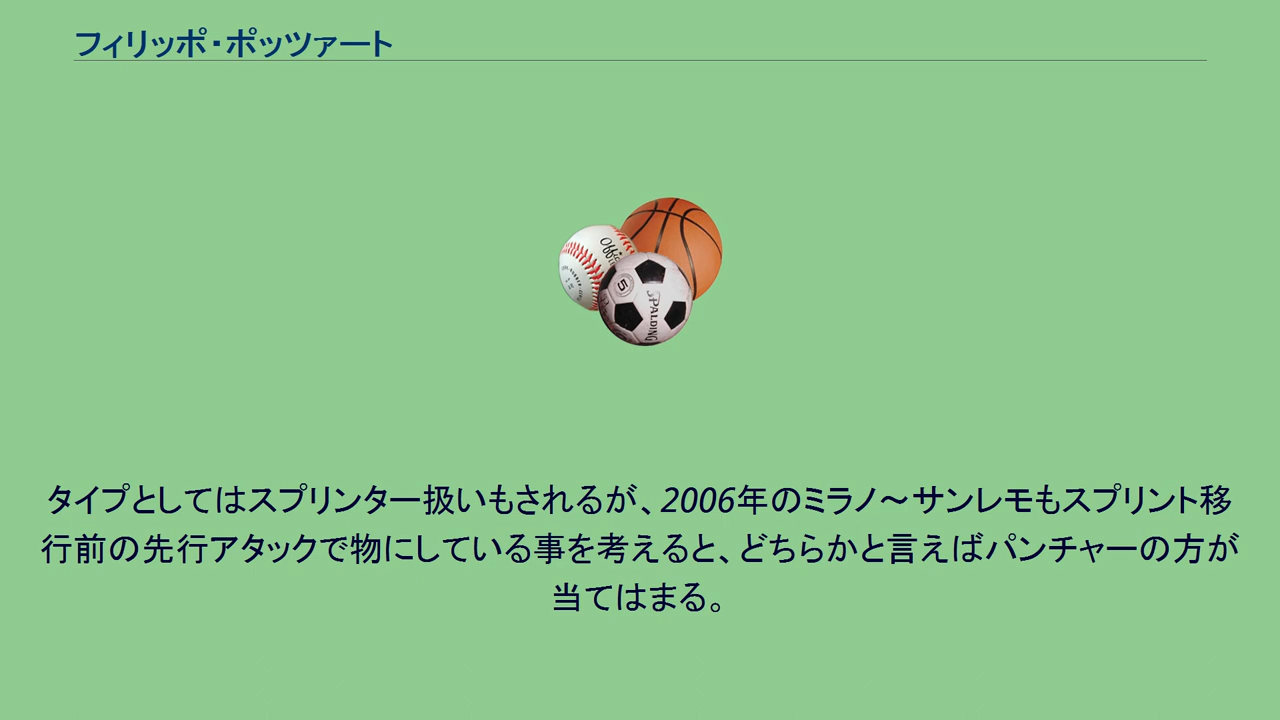 フィリッポ・ポッツァート
Offic
5
SPALDING
タイプとしてはスプリンター扱いもされるが、2006年のミラノ～サンレモもスプリント移
行前の先行アタックで物にしている事を考えると、どちらかと言えばパンチャーの方が
当てはまる。